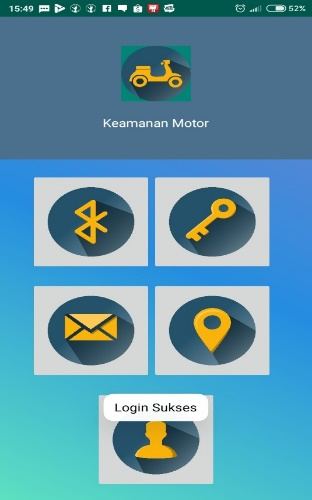 15:49
52%
Keamanan Motor
Login Sukses